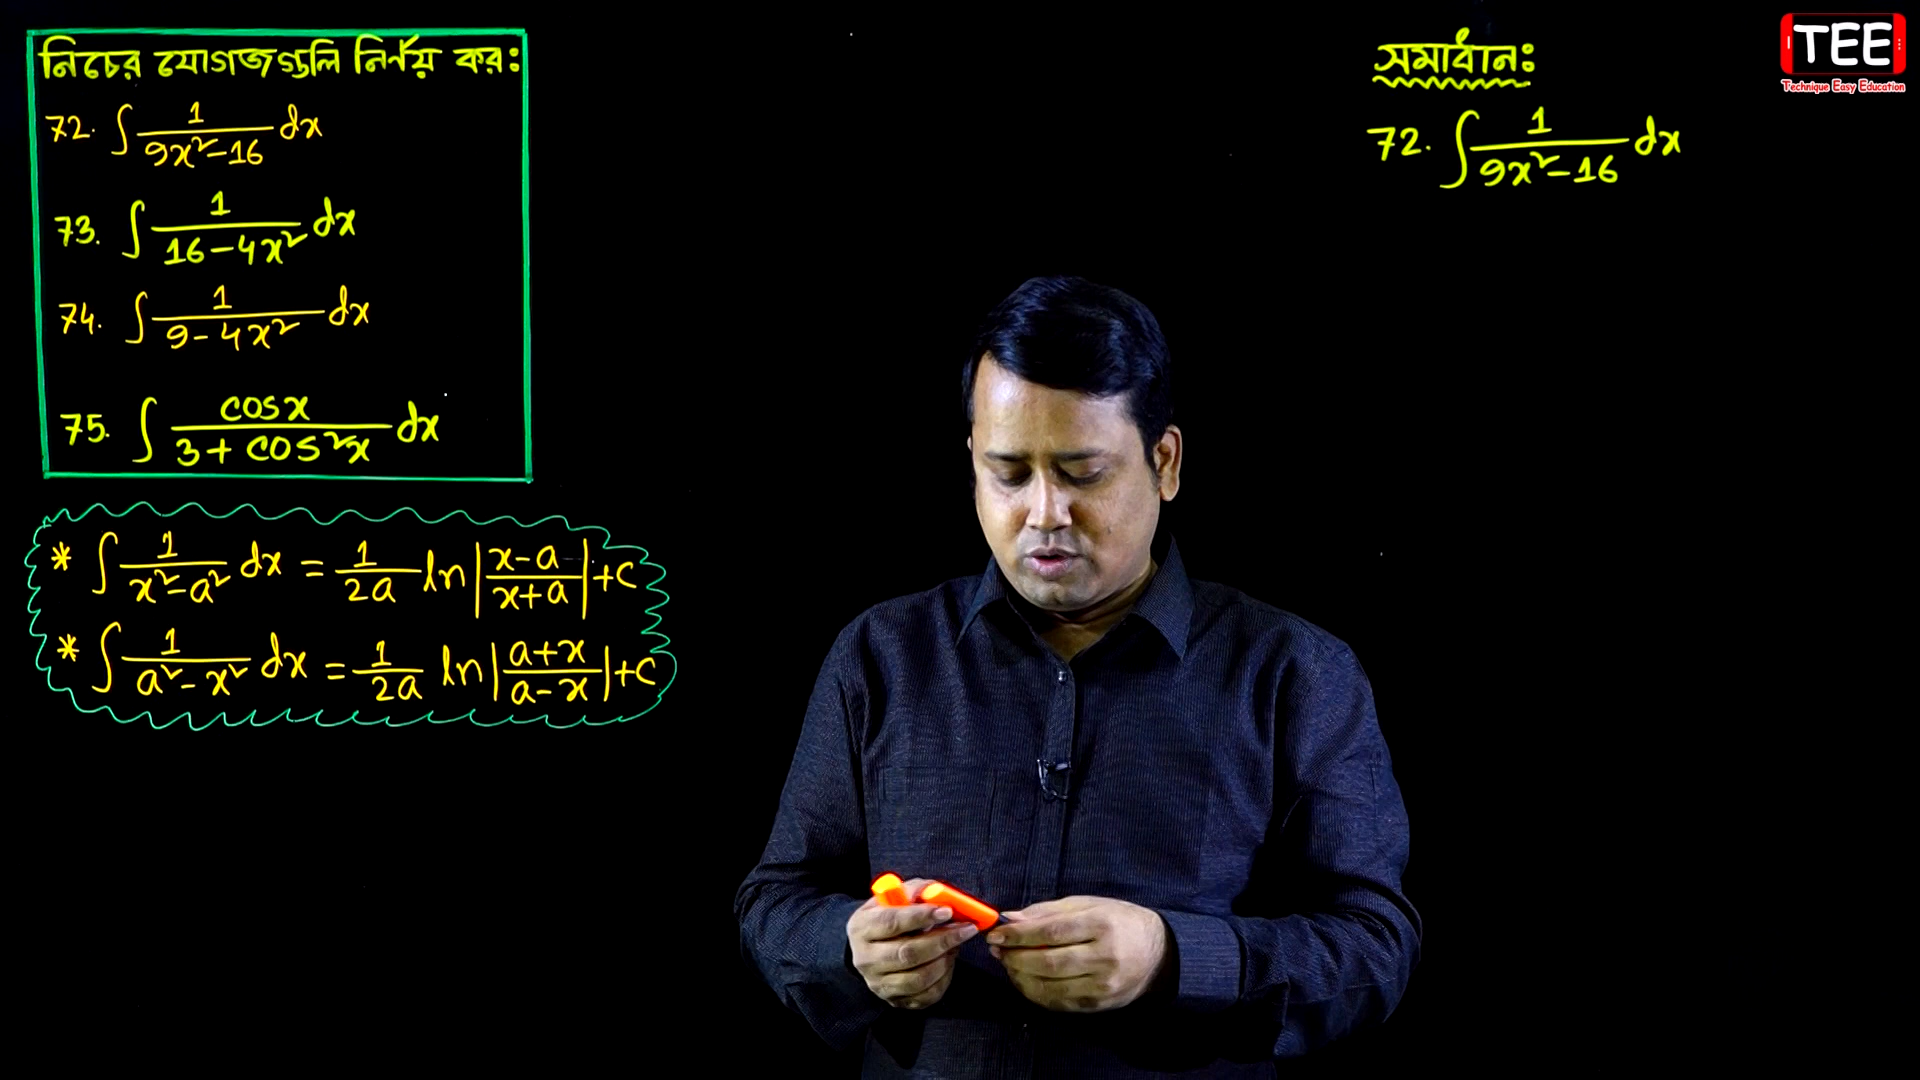 নিচের যোগজগুলি নির্ণয় কর:
72. ∫ 1/(9x²-16) dx
73. ∫ 1/(16-4x²) dx
74. ∫ 1/(9-4x²) dx
75. ∫ cosx/(3+cos²x) dx
* ∫ 1/(x²-a²) dx = 1/(2a) ln|(x-a)/(x+a)|+c
* ∫ 1/(a²-x²) dx = 1/(2a) ln|(a+x)/(a-x)|+c
সমাধান:
72. ∫ 1/(9x²-16) dx
TEE
Technique Easy Education